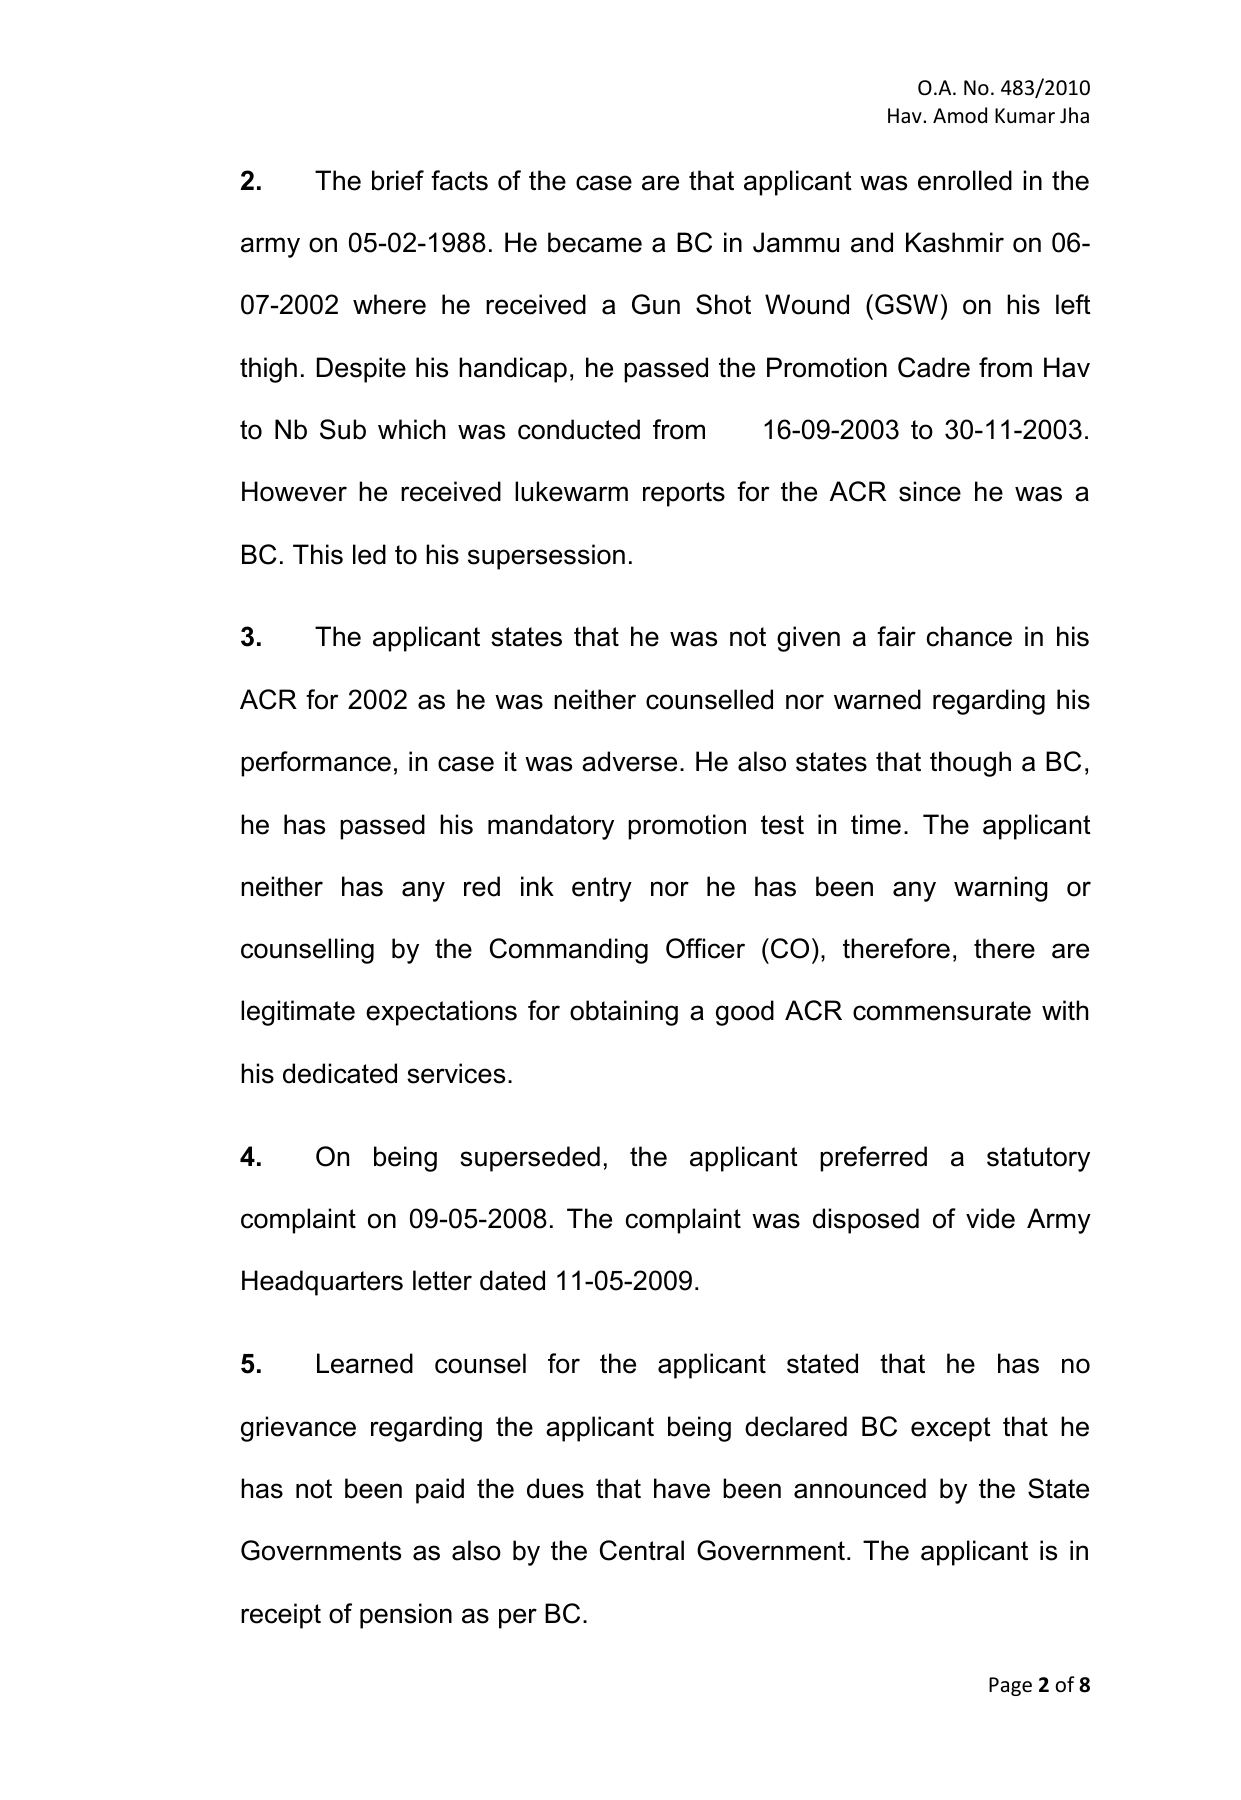 O.A. No. 483/2010
Hav. Amod Kumar Jha
2. The brief facts of the case are that applicant was enrolled in the
army on 05-02-1988. He became a BC in Jammu and Kashmir on 06-
07-2002 where he received a Gun Shot Wound (GSW) on his left
thigh. Despite his handicap, he passed the Promotion Cadre from Hav
to Nb Sub which was conducted from 16-09-2003 to 30-11-2003.
However he received lukewarm reports for the ACR since he was a
BC. This led to his supersession.
3. The applicant states that he was not given a fair chance in his
ACR for 2002 as he was neither counselled nor warned regarding his
performance, in case it was adverse. He also states that though a BC,
he has passed his mandatory promotion test in time. The applicant
neither has any red ink entry nor he has been any warning or
counselling by the Commanding Officer (CO), therefore, there are
legitimate expectations for obtaining a good ACR commensurate with
his dedicated services.
4. On being superseded, the applicant preferred a statutory
complaint on 09-05-2008. The complaint was disposed of vide Army
Headquarters letter dated 11-05-2009.
5. Learned counsel for the applicant stated that he has no
grievance regarding the applicant being declared BC except that he
has not been paid the dues that have been announced by the State
Governments as also by the Central Government. The applicant is in
receipt of pension as per BC.
Page 2 of 8